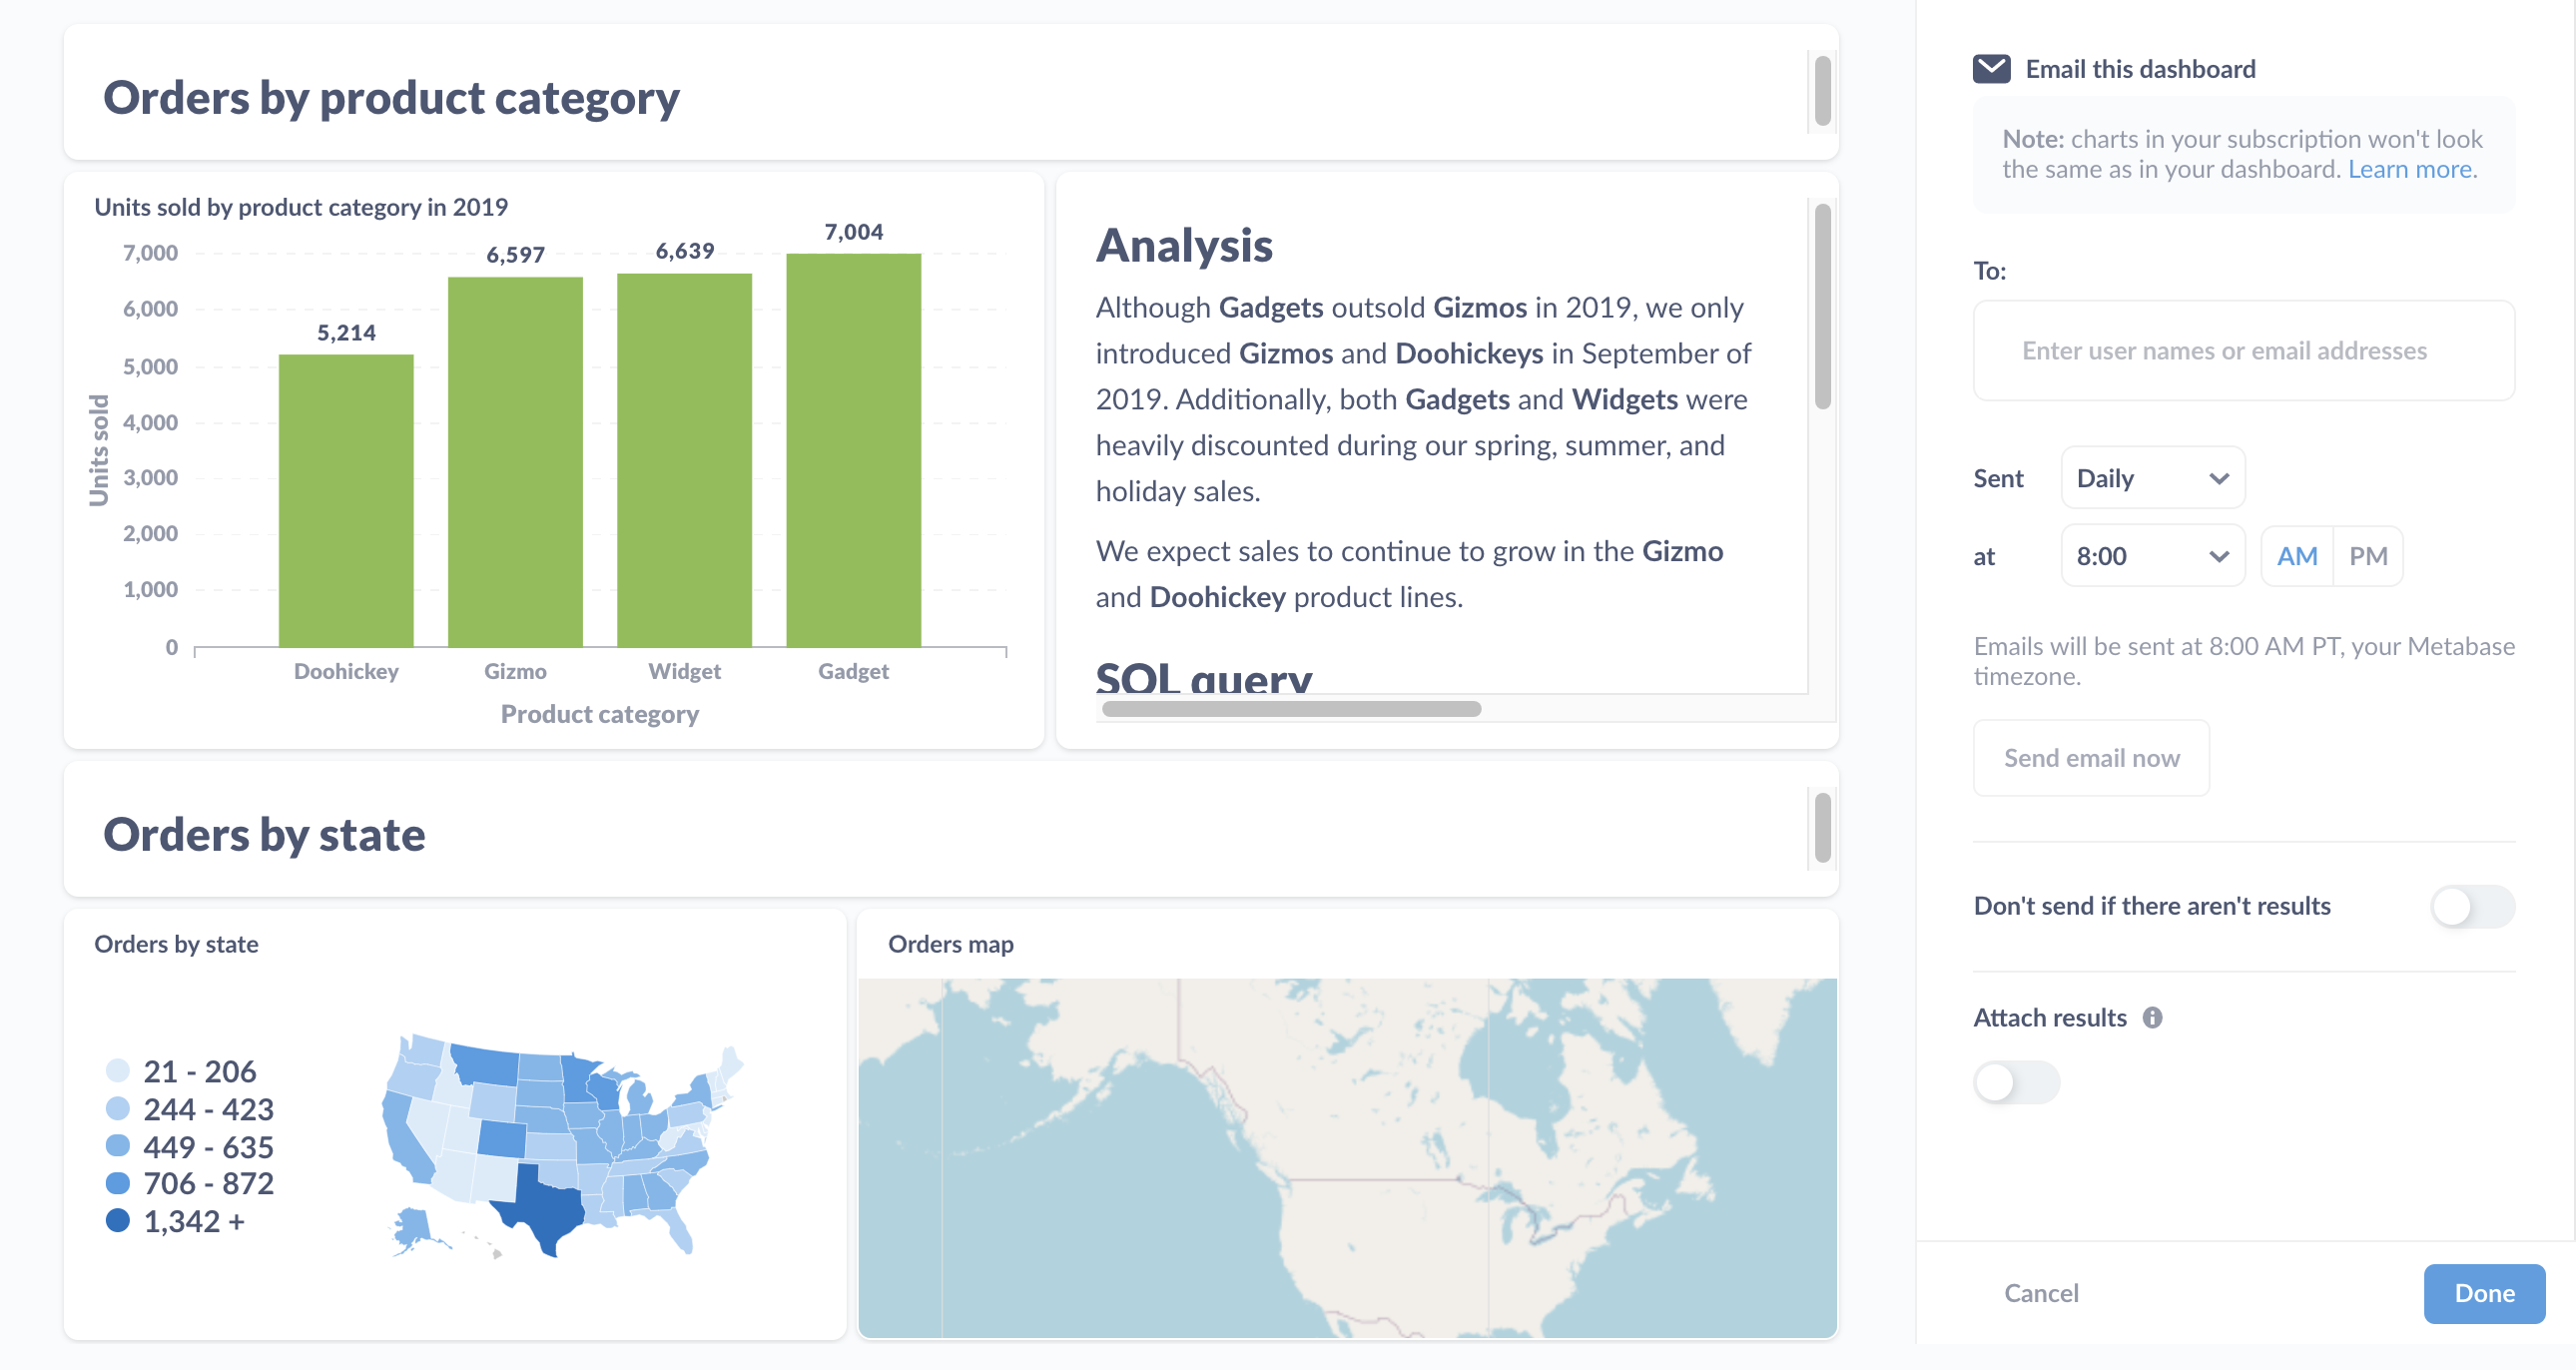 Orders by product category
Units sold by product category in 2019
7,000
6,000
5,000
4,000
3,000
2,000
1,000
0
Units sold
5,214
6,597
6,639
7,004
Doohickey
Gizmo
Widget
Gadget
Product category
Analysis
Although Gadgets outsold Gizmos in 2019, we only
introduced Gizmos and Doohickeys in September of
2019. Additionally, both Gadgets and Widgets were
heavily discounted during our spring, summer, and
holiday sales.
We expect sales to continue to grow in the Gizmo
and Doohickey product lines.
SQL query
Orders by state
Orders by state
21 - 206
244 - 423
449 - 635
706 - 872
1,342 +
Orders map
Email this dashboard
Note: charts in your subscription won't look
the same as in your dashboard. Learn more.
To:
Enter user names or email addresses
Sent
Daily
at
8:00
AM
PM
Emails will be sent at 8:00 AM PT, your Metabase
timezone.
Send email now
Don't send if there aren't results
Attach results
Cancel
Done